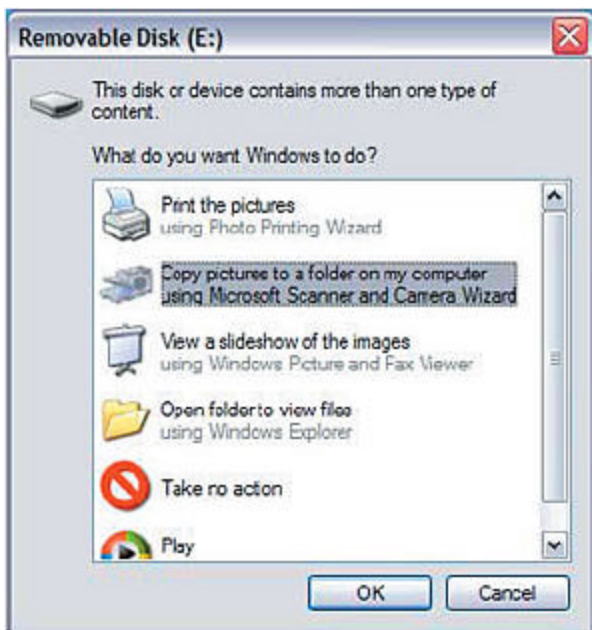 Removable Disk (E:)
This disk or device contains more than one type of
content.
What do you want Windows to do?
Print the pictures
using Photo Printing Wizard
Copy pictures to a folder on my computer
using Microsoft Scanner and Camera Wizard
View a slideshow of the images
using Windows Picture and Fax Viewer
Open folder to view files
using Windows Explorer
Take no action
Play
OK
Cancel